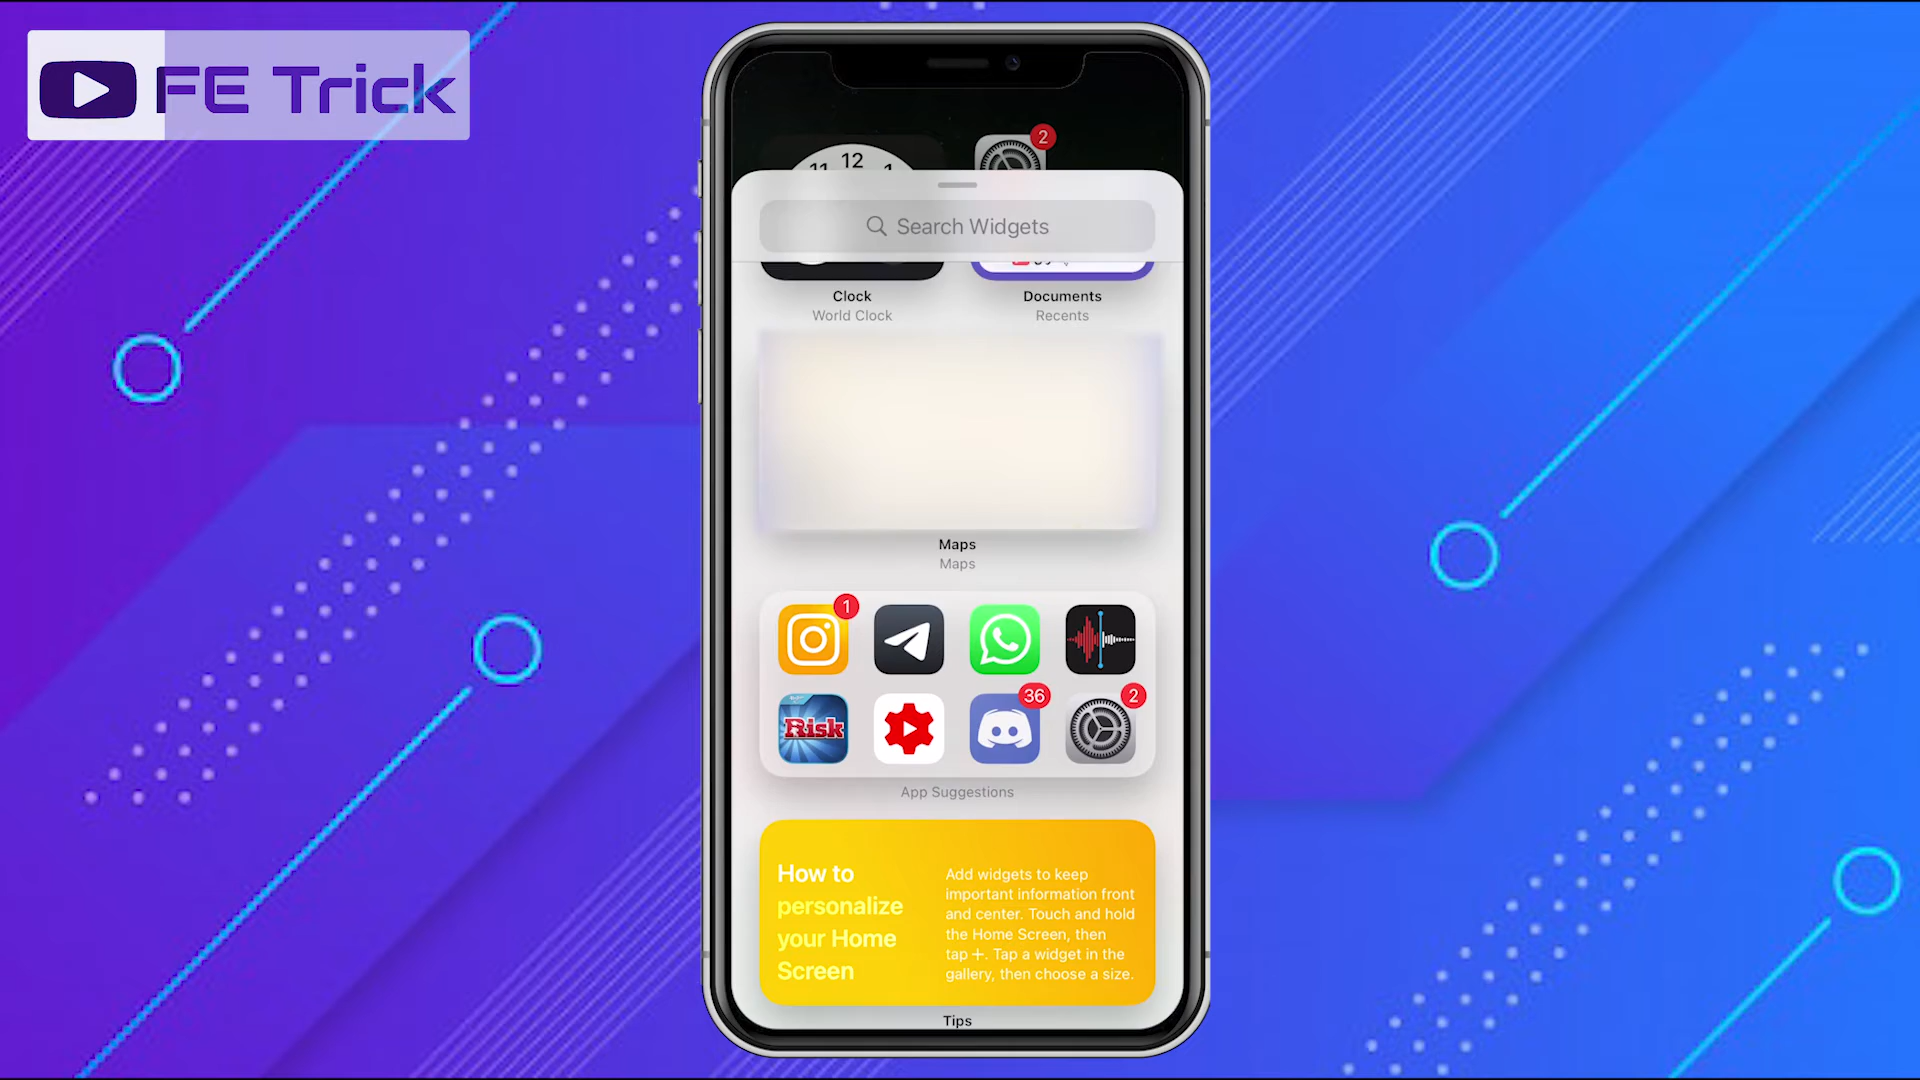 FE Trick
2
12
11
1
Search Widgets
Clock
Documents
World Clock
Recents
Maps
Maps
1
Risk
36
2
App Suggestions
How to
personalize
your Home
Screen
Add widgets to keep
important information front
and center. Touch and hold
the Home Screen, then
tap +. Tap a widget in the
gallery, then choose a size.
Tips